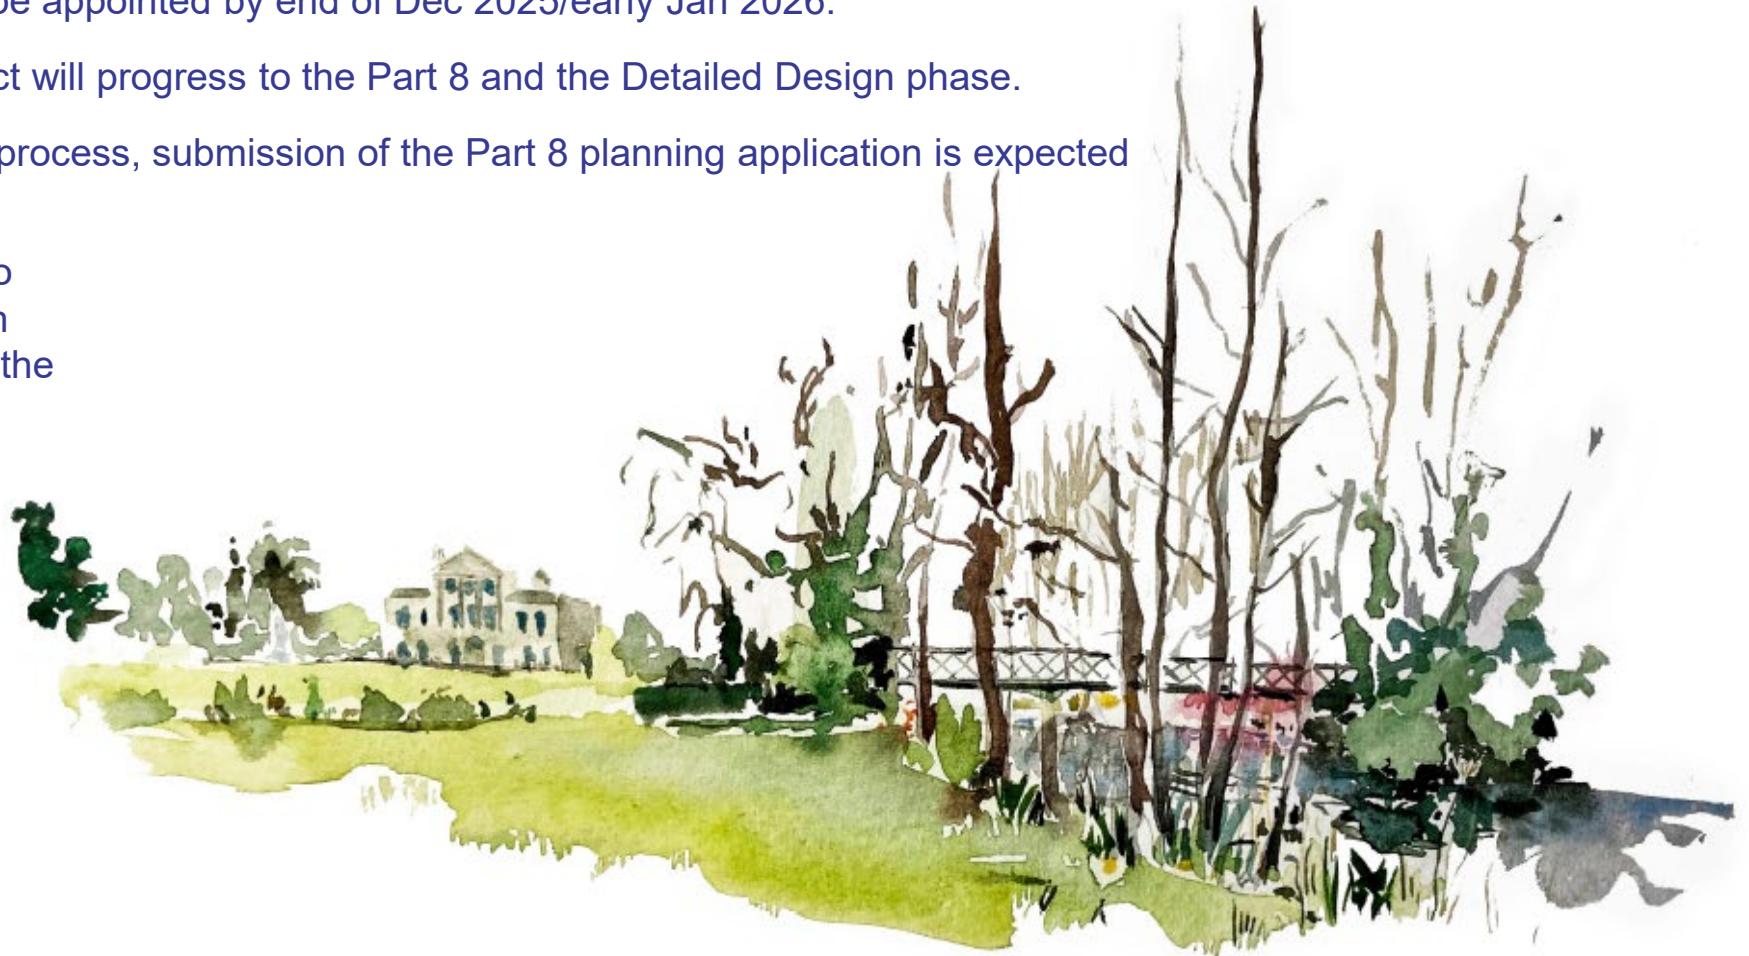 be appointed by end of Dec 2025/early Jan 2026.
ct will progress to the Part 8 and the Detailed Design phase.
process, submission of the Part 8 planning application is expected
o
n
the